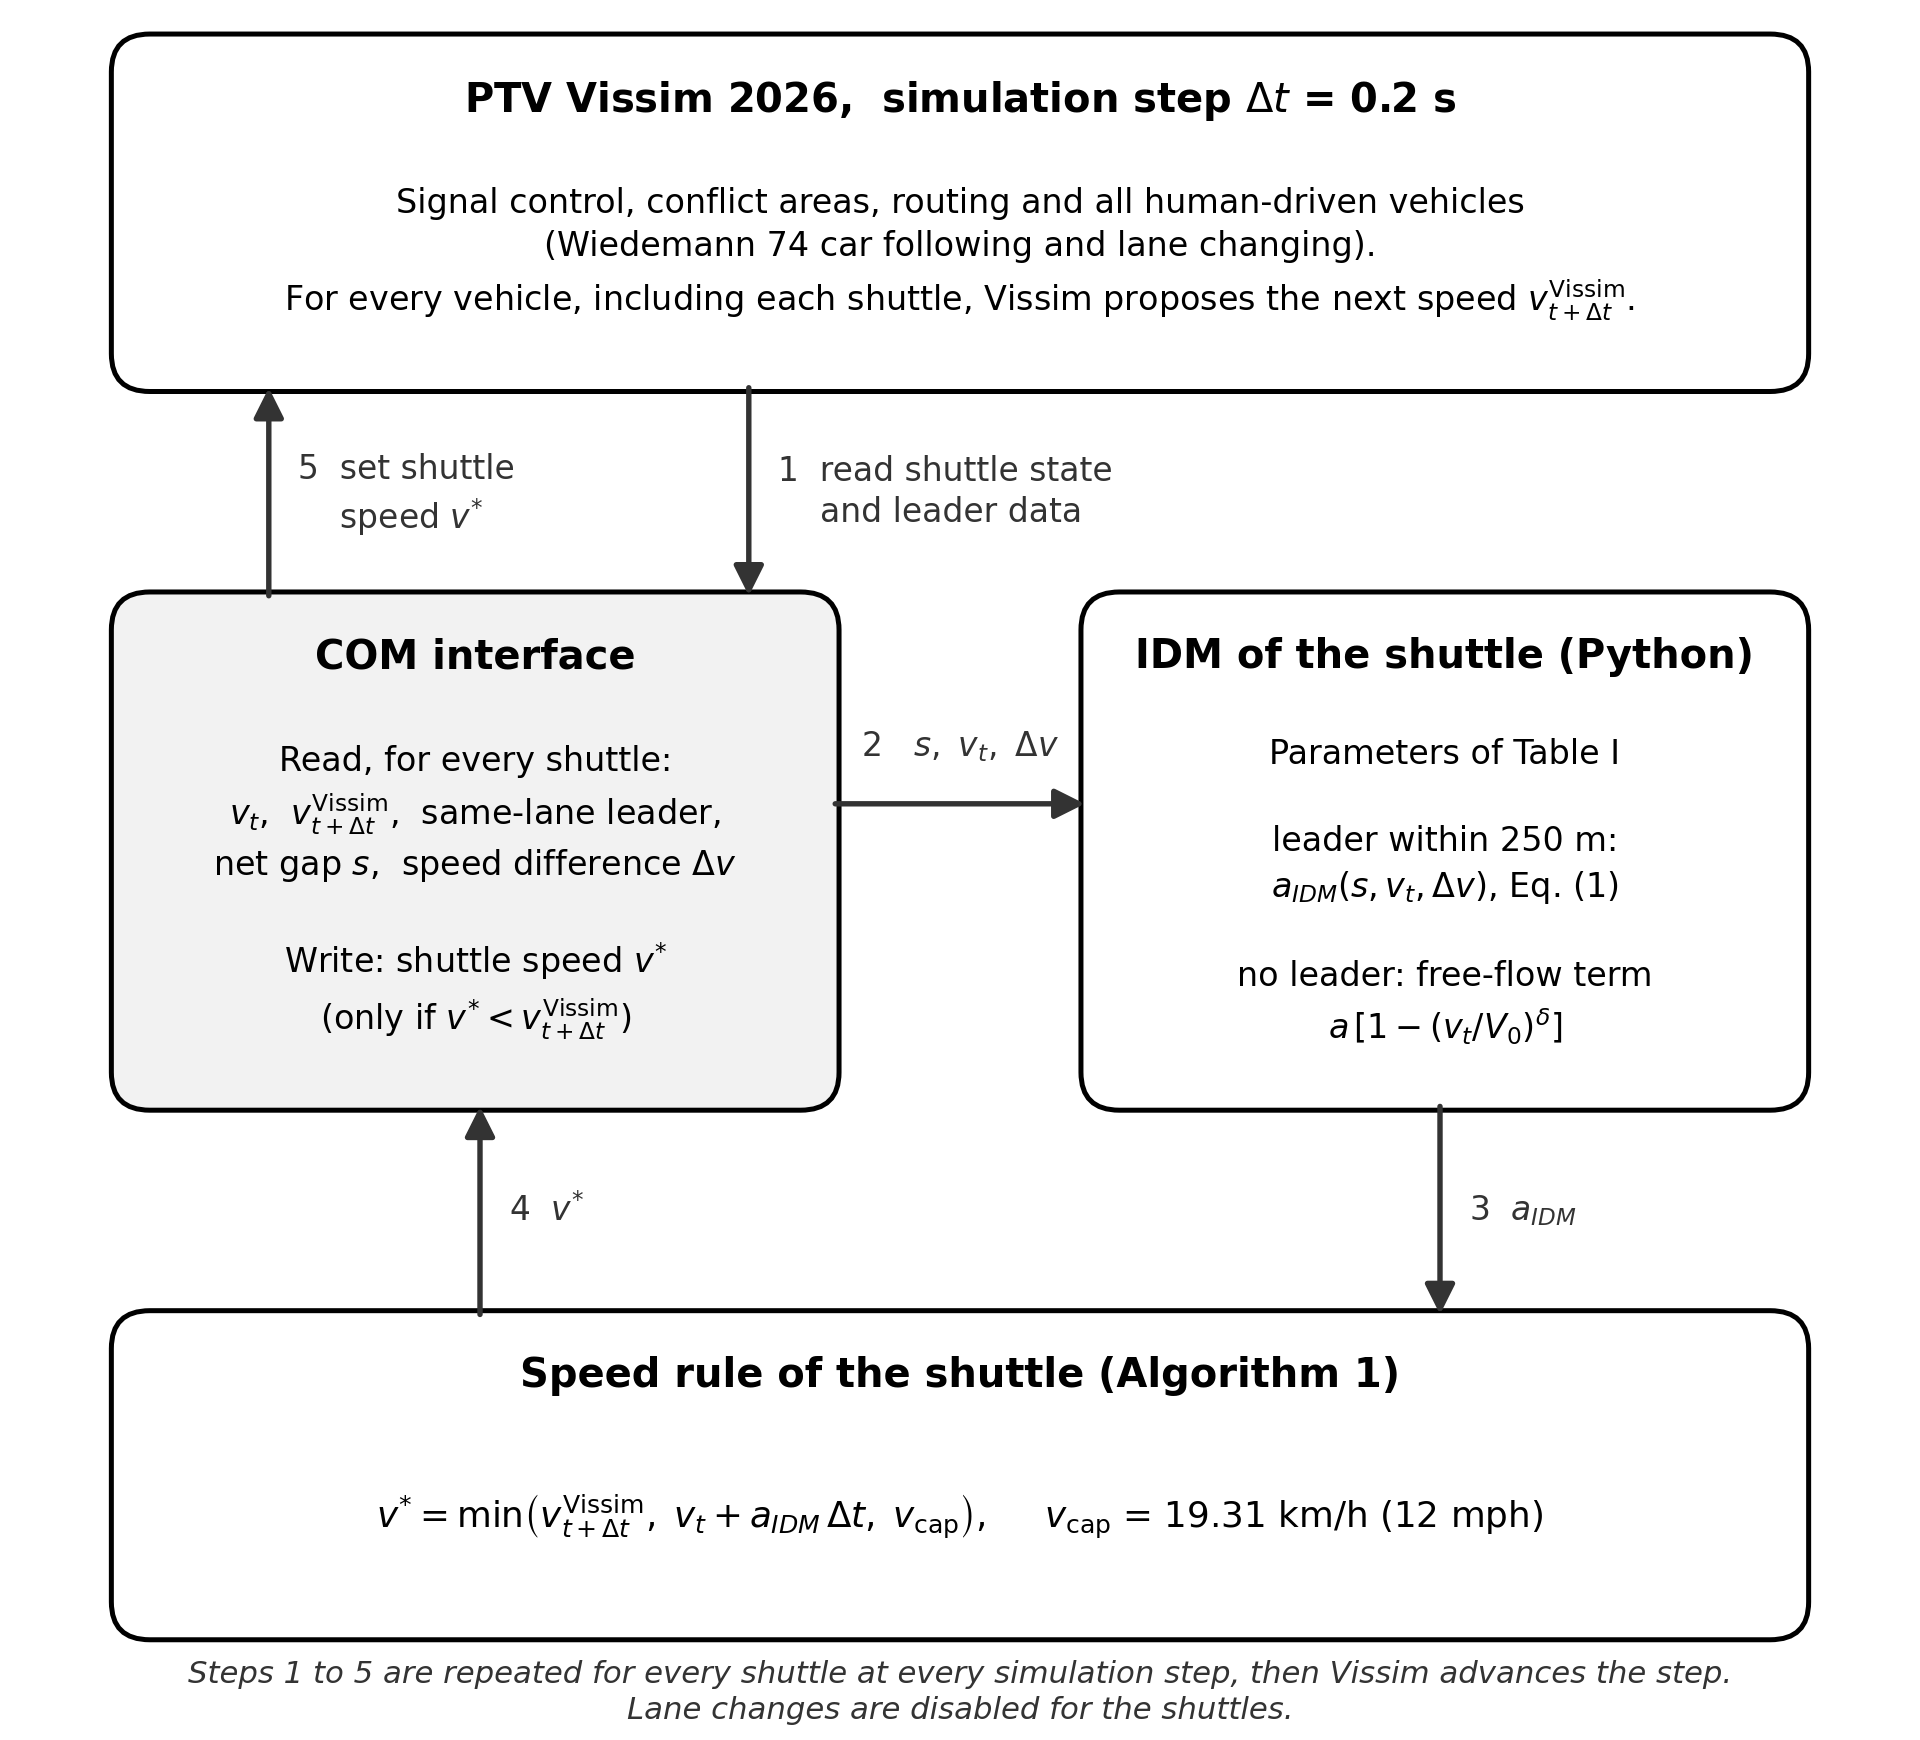 PTV Vissim 2026,  simulation step Δt = 0.2 s
Signal control, conflict areas, routing and all human-driven vehicles
(Wiedemann 74 car following and lane changing).
For every vehicle, including each shuttle, Vissim proposes the next speed v_{t+Δt}^{Vissim}.
5  set shuttle
speed v*
1  read shuttle state
and leader data
COM interface
Read, for every shuttle:
v_t,  v_{t+Δt}^{Vissim},  same-lane leader,
net gap s,  speed difference Δv
Write: shuttle speed v*
(only if v* < v_{t+Δt}^{Vissim})
2   s, v_t, Δv
IDM of the shuttle (Python)
Parameters of Table I
leader within 250 m:
a_{IDM}(s, v_t, Δv), Eq. (1)
no leader: free-flow term
a [1 − (v_t/V_0)^δ]
4  v*
3  a_{IDM}
Speed rule of the shuttle (Algorithm 1)
v* = min(v_{t+Δt}^{Vissim}, v_t + a_{IDM} Δt, v_{cap}),   v_{cap} = 19.31 km/h (12 mph)
Steps 1 to 5 are repeated for every shuttle at every simulation step, then Vissim advances the step.
Lane changes are disabled for the shuttles.